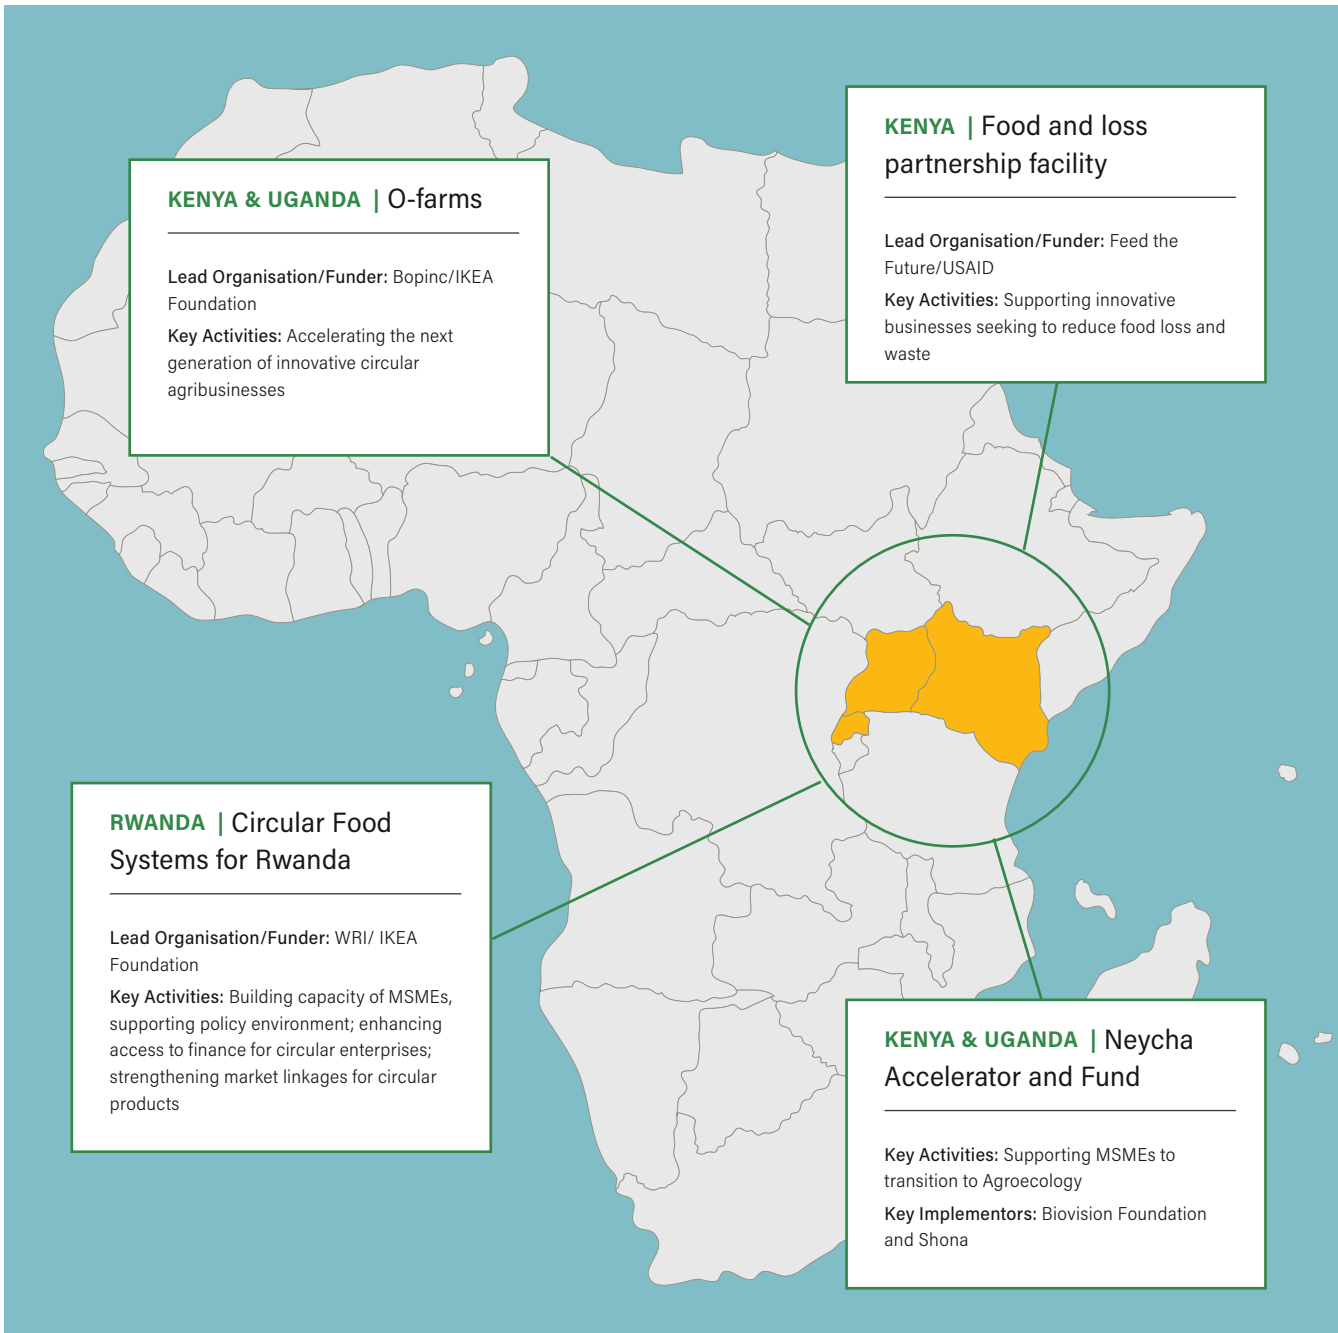 KENYA & UGANDA | O-farms
Lead Organisation/Funder: Bopinc/IKEA
Foundation
Key Activities: Accelerating the next
generation of innovative circular
agribusinesses
KENYA | Food and loss
partnership facility
Lead Organisation/Funder: Feed the
Future/USAID
Key Activities: Supporting innovative
businesses seeking to reduce food loss and
waste
RWANDA | Circular Food
Systems for Rwanda
Lead Organisation/Funder: WRI/ IKEA
Foundation
Key Activities: Building capacity of MSMEs,
supporting policy environment; enhancing
access to finance for circular enterprises;
strengthening market linkages for circular
products
KENYA & UGANDA | Neycha
Accelerator and Fund
Key Activities: Supporting MSMEs to
transition to Agroecology
Key Implementors: Biovision Foundation
and Shona